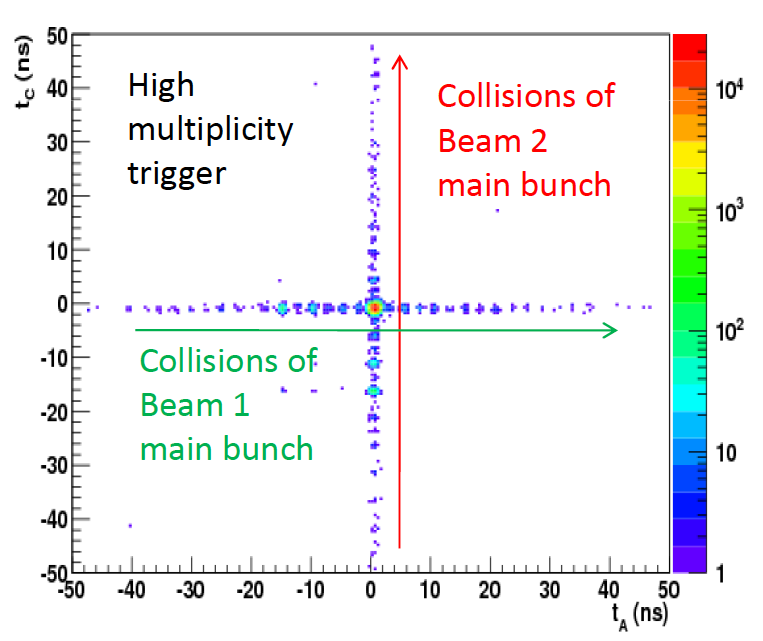 t_C (ns)
50
40
30
20
10
0
-10
-20
-30
-40
-50
High
multiplicity
trigger
Collisions of
Beam 2
main bunch
Collisions of
Beam 1
main bunch
-50 -40 -30 -20 -10 0 10 20 30 40 50
t_A (ns)
10^4
10^3
10^2
10
1